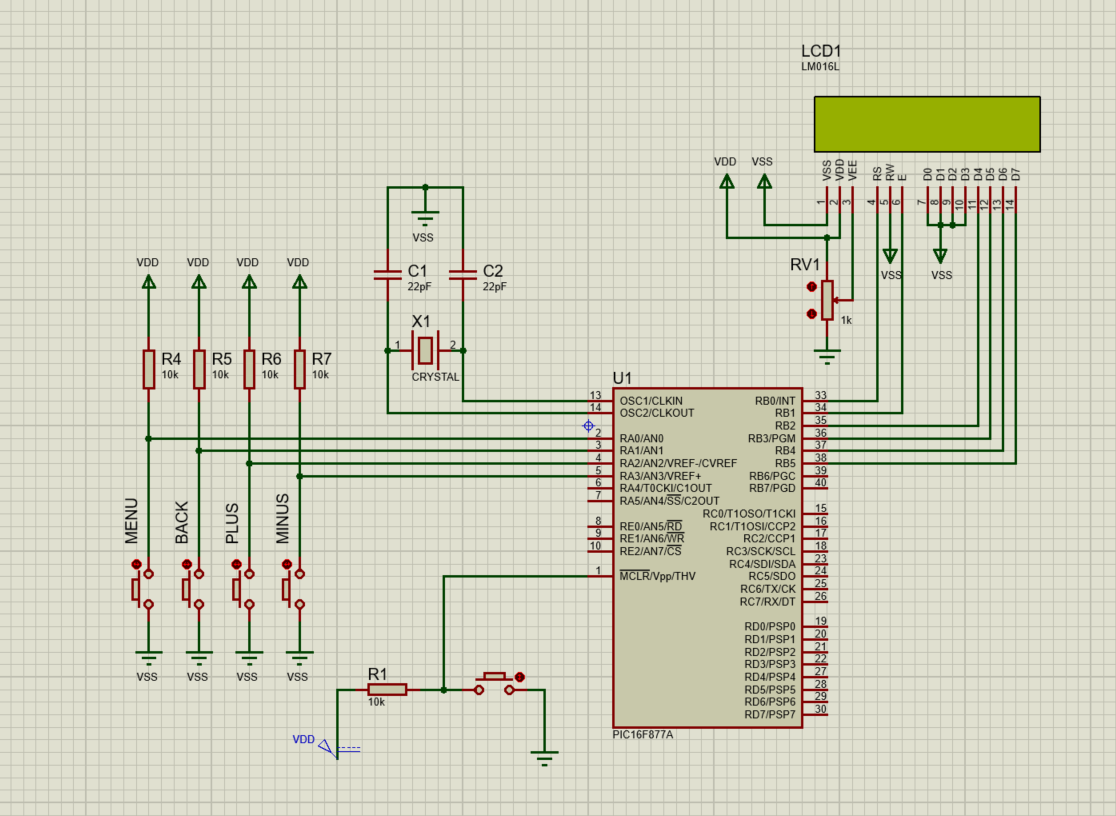 LCD1
LM016L
VDD
VSS
VSS
VDD
VEE
RS
RW
E
D0
D1
D2
D3
D4
D5
D6
D7
1
2
3
4
5
6
7
8
9
10
11
12
13
14
VSS
VSS
RV1
1k
VSS
C1
22pF
C2
22pF
X1
1
2
CRYSTAL
VDD
VDD
VDD
VDD
R4
10k
R5
10k
R6
10k
R7
10k
MENU
BACK
PLUS
MINUS
VSS
VSS
VSS
VSS
R1
10k
VDD
U1
13 OSC1/CLKIN
14 OSC2/CLKOUT
2 RA0/AN0
3 RA1/AN1
4 RA2/AN2/VREF-/CVREF
5 RA3/AN3/VREF+
6 RA4/T0CKI/C1OUT
7 RA5/AN4/SS/C2OUT
8 RE0/AN5/RD
9 RE1/AN6/WR
10 RE2/AN7/CS
1 MCLR/Vpp/THV
RB0/INT 33
RB1 34
RB2 35
RB3/PGM 36
RB4 37
RB5 38
RB6/PGC 39
RB7/PGD 40
RC0/T1OSO/T1CKI 15
RC1/T1OSI/CCP2 16
RC2/CCP1 17
RC3/SCK/SCL 18
RC4/SDI/SDA 23
RC5/SDO 24
RC6/TX/CK 25
RC7/RX/DT 26
RD0/PSP0 19
RD1/PSP1 20
RD2/PSP2 21
RD3/PSP3 22
RD4/PSP4 27
RD5/PSP5 28
RD6/PSP6 29
RD7/PSP7 30
PIC16F877A